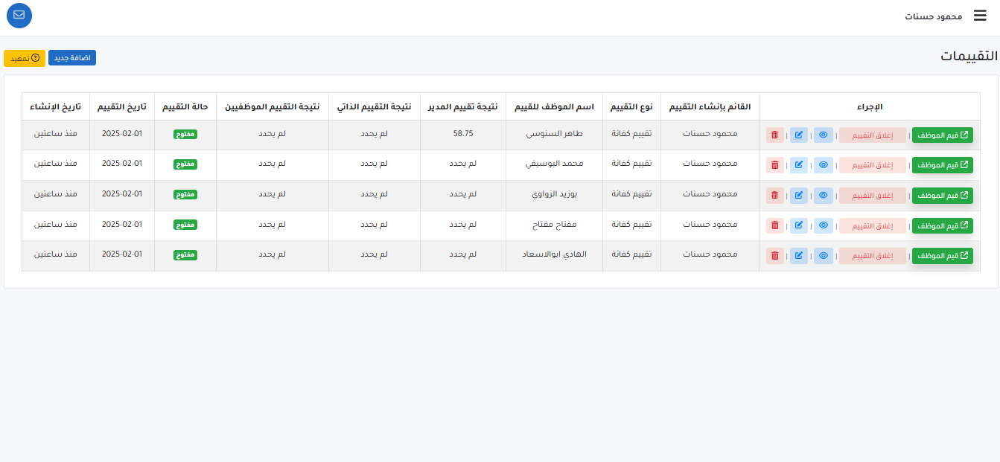 محمود حسنات
التقييمات
اضافة جديد
تمهيد
الإجراء القائم بإنشاء التقييم نوع التقييم اسم الموظف للقييم نتيجة تقييم المدير نتيجة التقييم الذاتي نتيجة التقييم الموظفيين حالة التقييم تاريخ التقييم تاريخ الإنشاء
قيم الموظف | إغلاق التقييم | | | محمود حسنات تقييم كفائة طاهر السنوسي 58.75 لم يحدد لم يحدد مفتوح 2025-02-01 منذ ساعتين
قيم الموظف | إغلاق التقييم | | | محمود حسنات تقييم كفائة محمد البوسيفي لم يحدد لم يحدد لم يحدد مفتوح 2025-02-01 منذ ساعتين
قيم الموظف | إغلاق التقييم | | | محمود حسنات تقييم كفائة بوزيد الزواوي لم يحدد لم يحدد لم يحدد مفتوح 2025-02-01 منذ ساعتين
قيم الموظف | إغلاق التقييم | | | محمود حسنات تقييم كفائة مفتاح مفتاح لم يحدد لم يحدد لم يحدد مفتوح 2025-02-01 منذ ساعتين
قيم الموظف | إغلاق التقييم | | | محمود حسنات تقييم كفائة الهادي ابوالاسعاد لم يحدد لم يحدد لم يحدد مفتوح 2025-02-01 منذ ساعتين